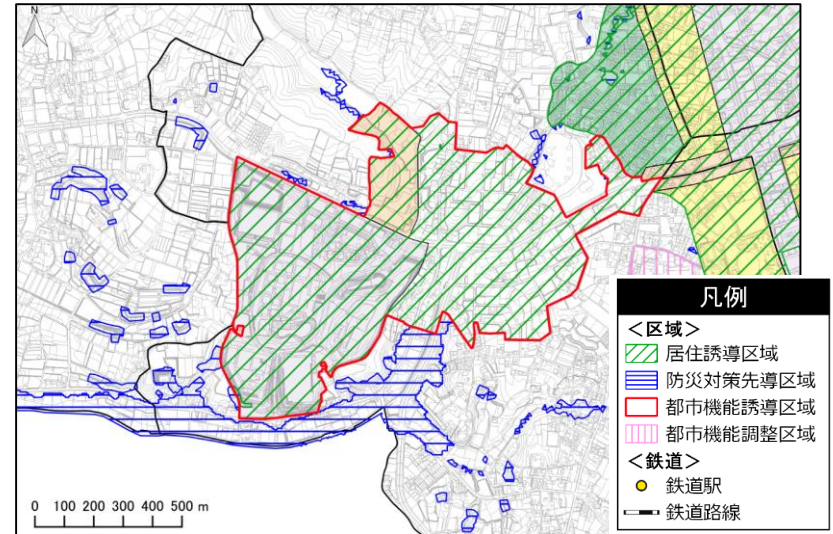 N
0 100 200 300 400 500 m
凡例
＜区域＞
居住誘導区域
防災対策先導区域
都市機能誘導区域
都市機能調整区域
＜鉄道＞
鉄道駅
鉄道路線